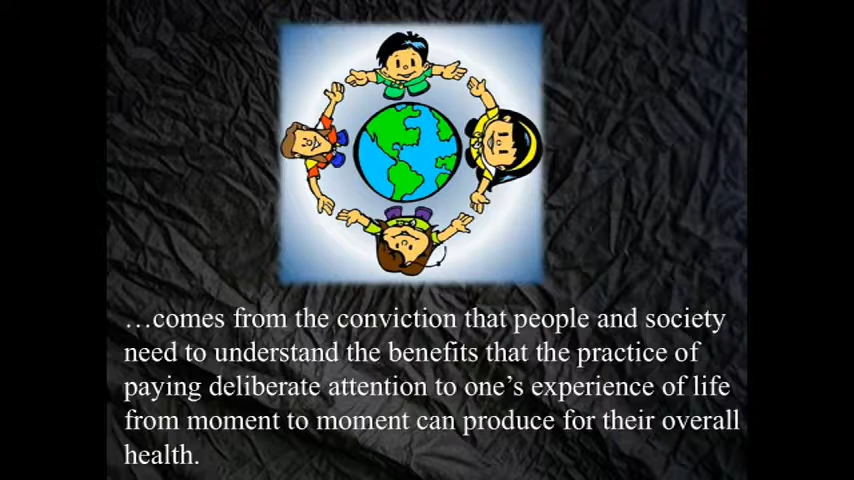 …comes from the conviction that people and society
need to understand the benefits that the practice of
paying deliberate attention to one’s experience of life
from moment to moment can produce for their overall
health.